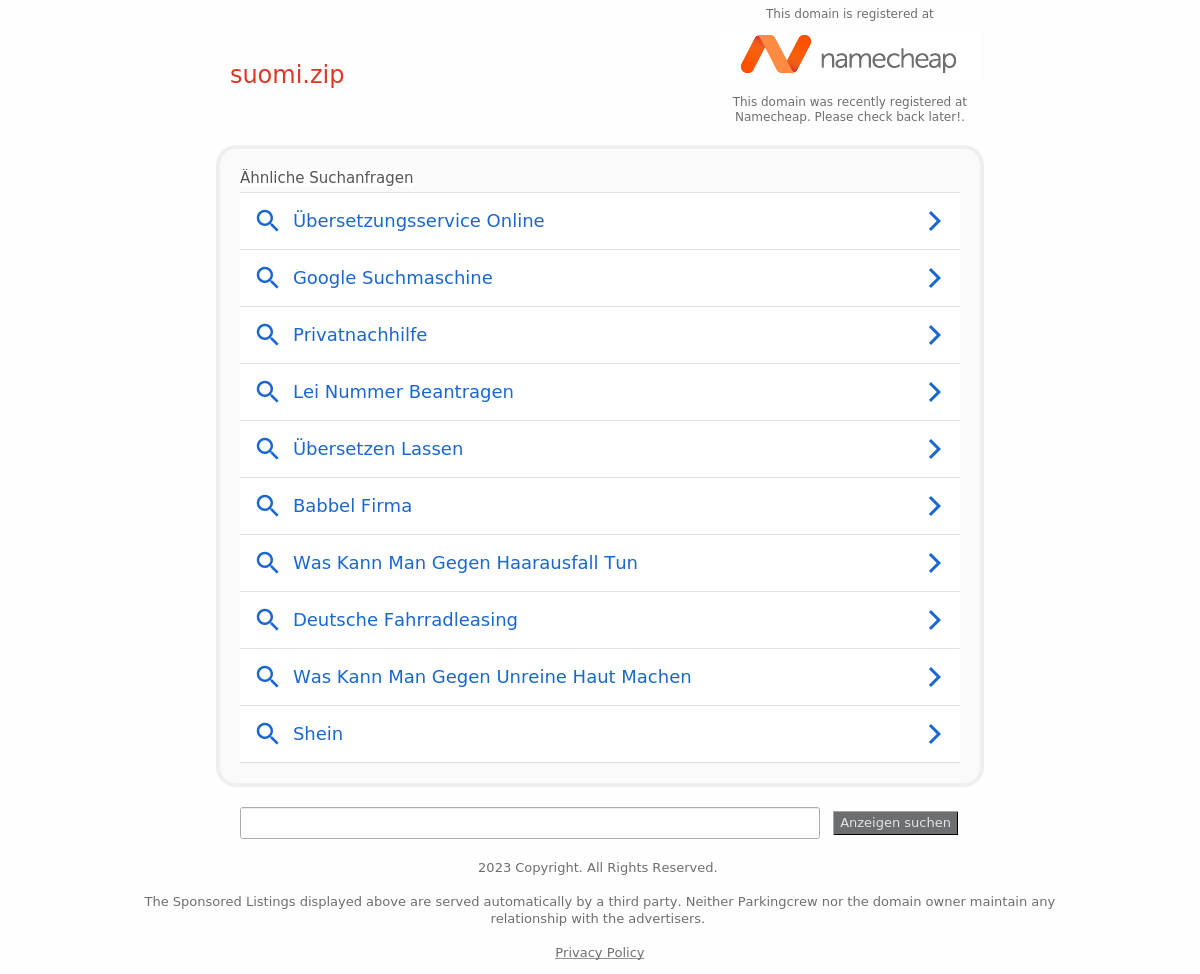 This domain is registered at
namecheap
suomi.zip
This domain was recently registered at
Namecheap. Please check back later!.
Ähnliche Suchanfragen
Übersetzungsservice Online
Google Suchmaschine
Privatnachhilfe
Lei Nummer Beantragen
Übersetzen Lassen
Babbel Firma
Was Kann Man Gegen Haarausfall Tun
Deutsche Fahrradleasing
Was Kann Man Gegen Unreine Haut Machen
Shein
Anzeigen suchen
2023 Copyright. All Rights Reserved.
The Sponsored Listings displayed above are served automatically by a third party. Neither Parkingcrew nor the domain owner maintain any
relationship with the advertisers.
Privacy Policy